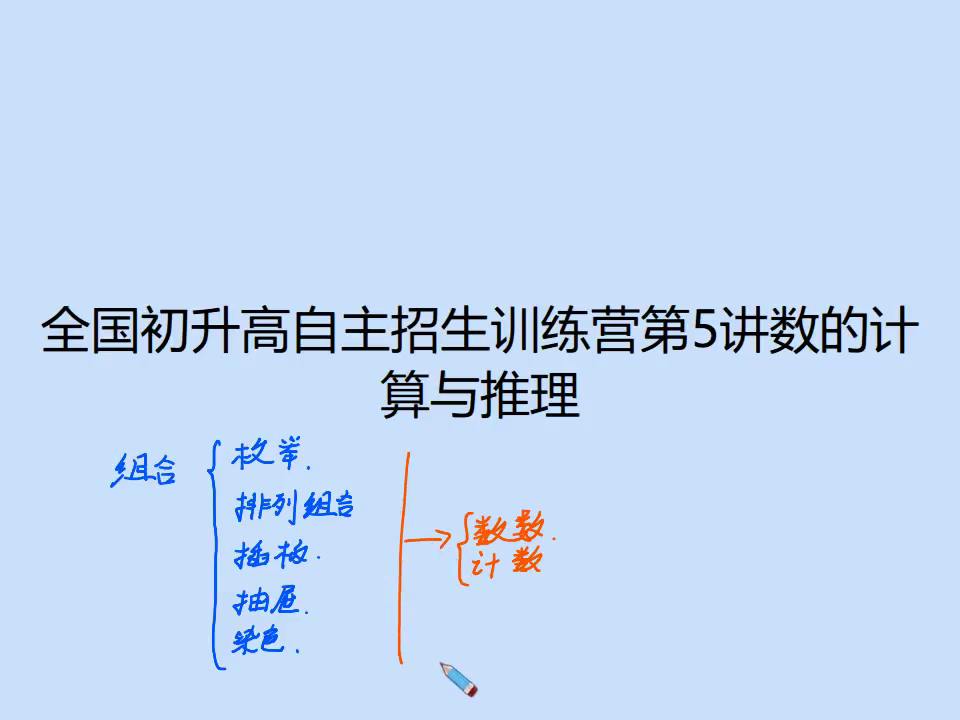 全国初升高自主招生训练营第5讲数的计
算与推理
组合
枚举.
排列组合
插板.
抽屉.
染色.
数数.
计数